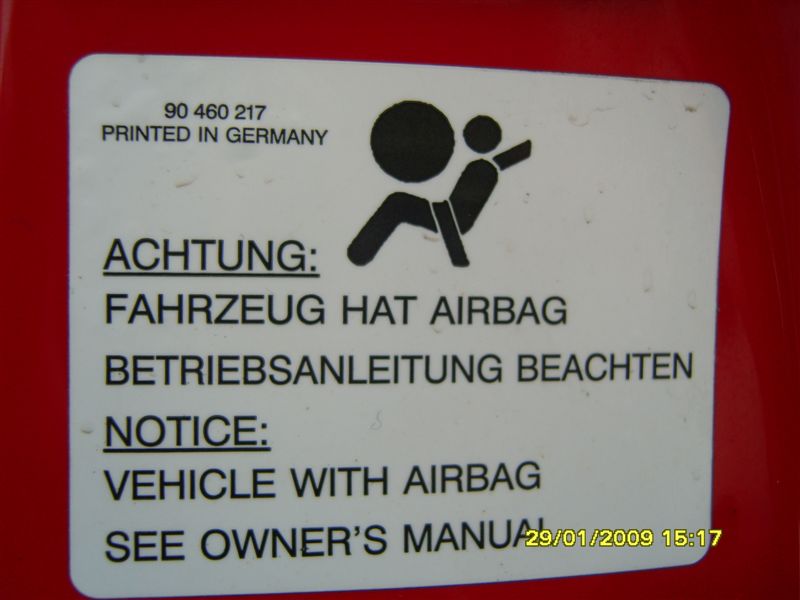 90 460 217
PRINTED IN GERMANY
ACHTUNG:
FAHRZEUG HAT AIRBAG
BETRIEBSANLEITUNG BEACHTEN
NOTICE:
VEHICLE WITH AIRBAG
SEE OWNER'S MANUAL
29/01/2009 15:17